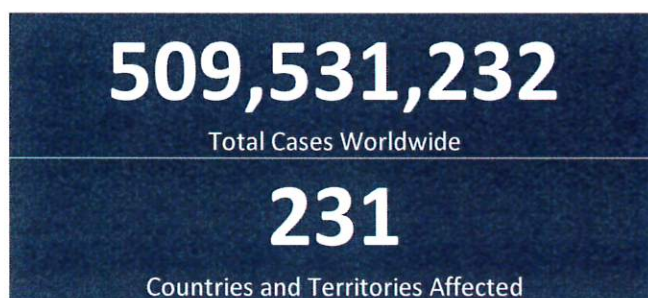 509,531,232
Total Cases Worldwide
231
Countries and Territories Affected